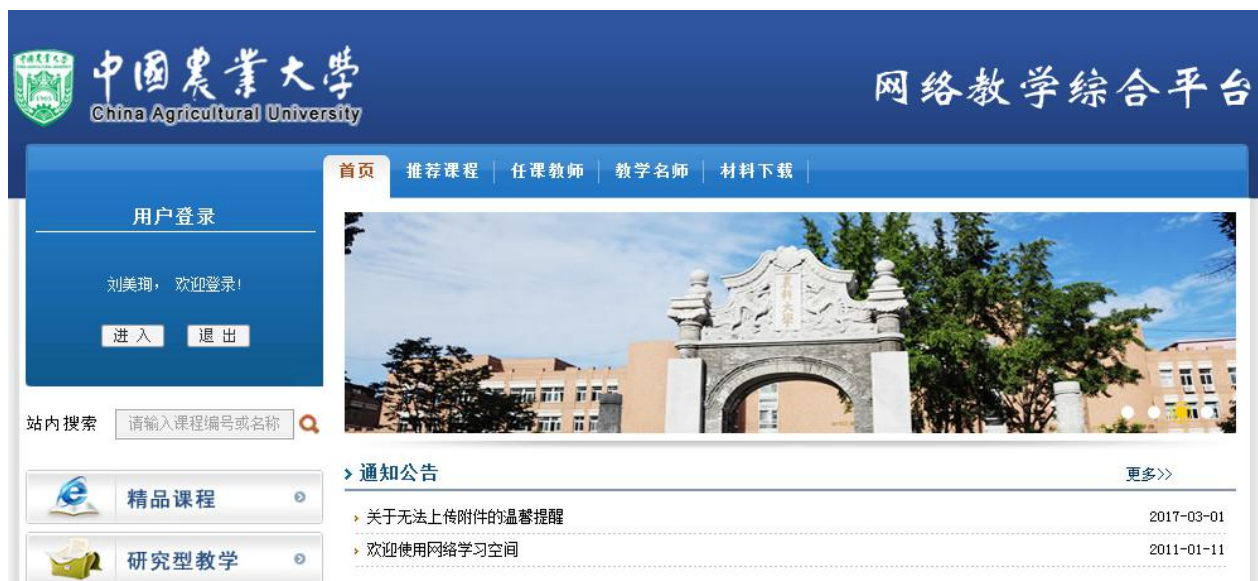 中國農業大學
China Agricultural University
网络教学综合平台
首页 推荐课程 任课教师 教学名师 材料下载
用户登录
刘美珣， 欢迎登录!
进 入 退 出
站内搜索 请输入课程编号或名称
精品课程
研究型教学
通知公告 更多>>
关于无法上传附件的温馨提醒 2017-03-01
欢迎使用网络学习空间 2011-01-11